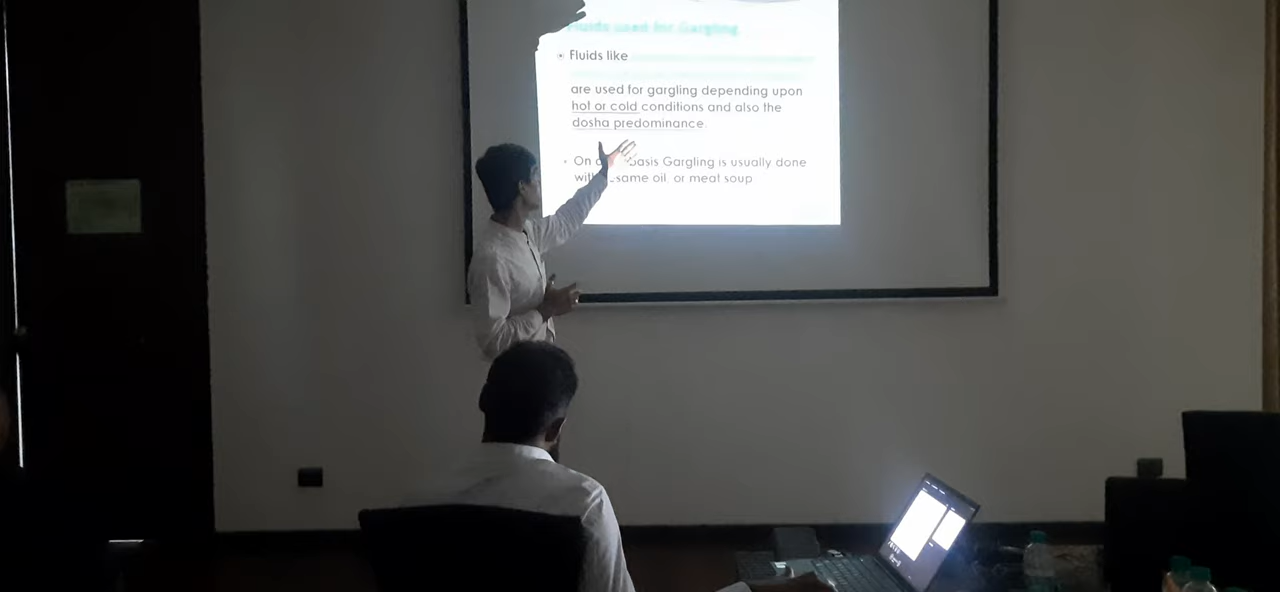 Fluids used for Gargling
Fluids like
are used for gargling depending upon
hot or cold conditions and also the
dosha predominance.
On basis Gargling is usually done
oil, or meat soup